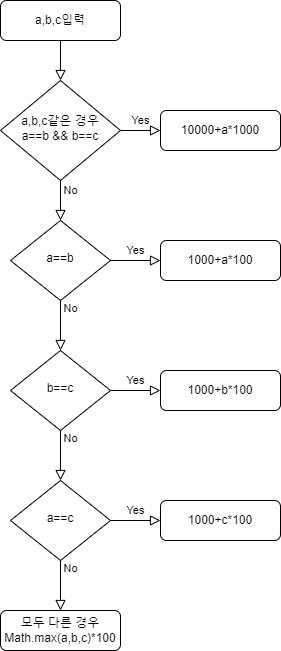 a,b,c입력
a,b,c같은 경우
a==b && b==c
Yes
10000+a*1000
No
a==b
Yes
1000+a*100
No
b==c
Yes
1000+b*100
No
a==c
Yes
1000+c*100
No
모두 다른 경우
Math.max(a,b,c)*100